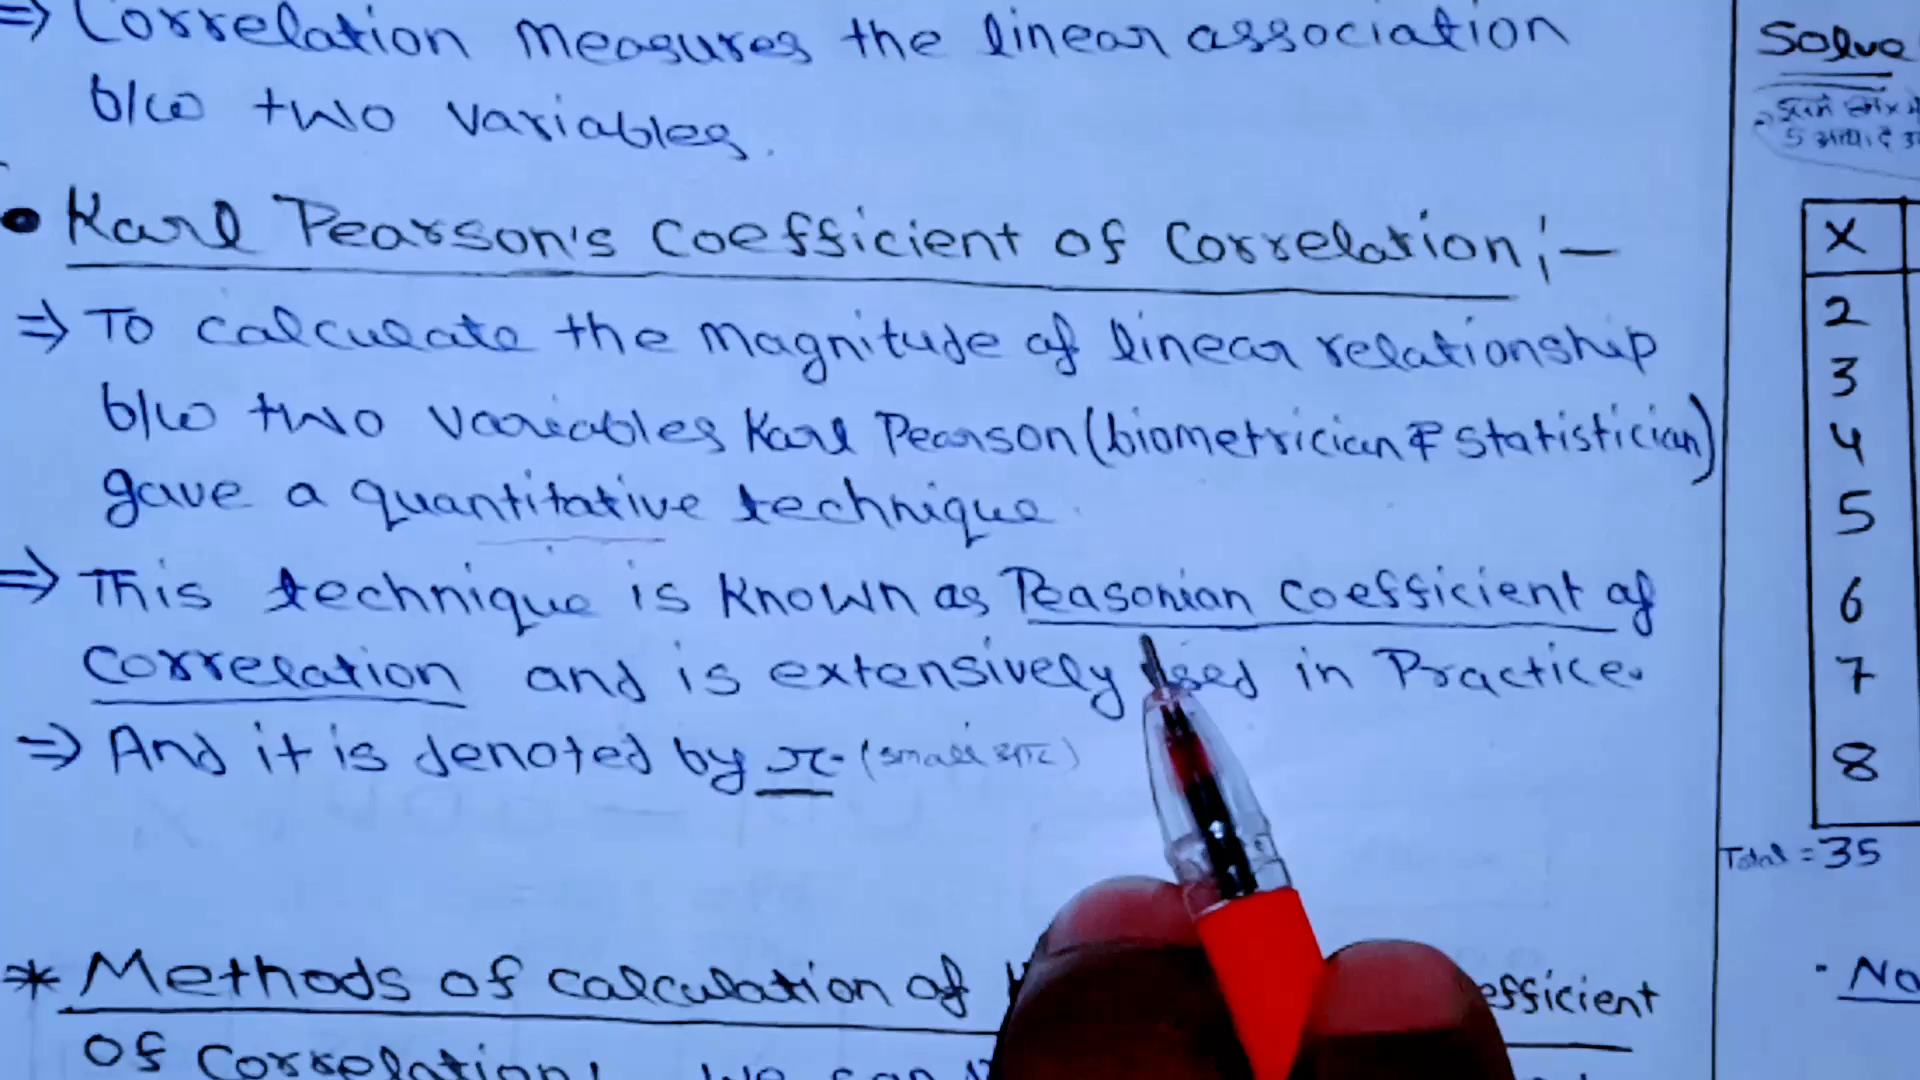 ⇒ Correlation measures the linear association
b/w two variables.
• Karl Pearson's Coefficient of Correlation;-
⇒ To calculate the magnitude of linear relationship
b/w two variables Karl Pearson (biometrician & statistician)
gave a quantitative technique.
⇒ This technique is known as Peasonian coefficient of
correlation and is extensively used in Practice.
⇒ And it is denoted by r. (small आर)
* Methods of calculation of
efficient
of Correlation: we can
Solve
5
X
2
3
4
5
6
7
8
Total = 35
• No